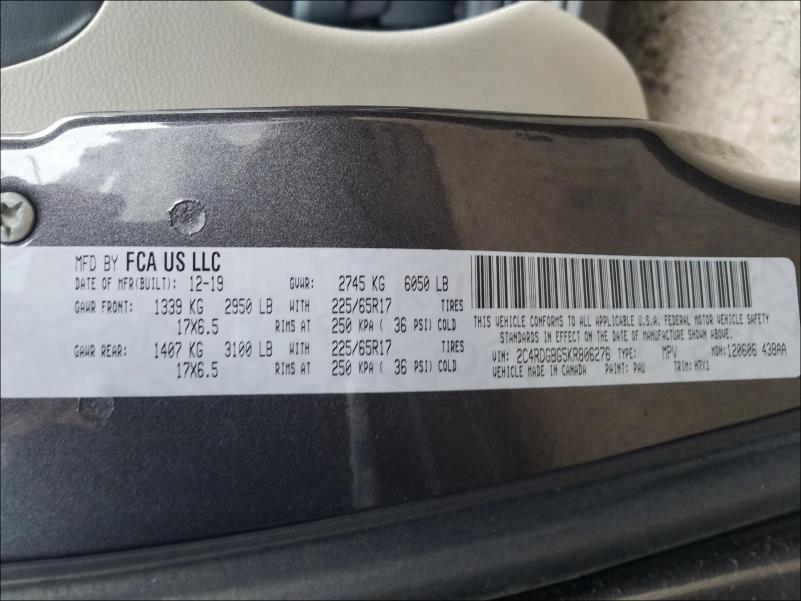 MFD BY FCA US LLC
DATE OF MFR(BUILT): 12-19 GVWR: 2745 KG 6050 LB
GAWR FRONT: 1339 KG 2950 LB WITH 225/65R17 TIRES
17X6.5 RIMS AT 250 KPA ( 36 PSI) COLD
GAWR REAR: 1407 KG 3100 LB WITH 225/65R17 TIRES
17X6.5 RIMS AT 250 KPA ( 36 PSI) COLD
THIS VEHICLE CONFORMS TO ALL APPLICABLE U.S.A. FEDERAL MOTOR VEHICLE SAFETY
STANDARDS IN EFFECT ON THE DATE OF MANUFACTURE SHOWN ABOVE.
VIN: 2C4RDGBG5KR806276 TYPE: MPV MDH:120606 438AA
VEHICLE MADE IN CANADA PAINT: PAU TRIM: H7X1